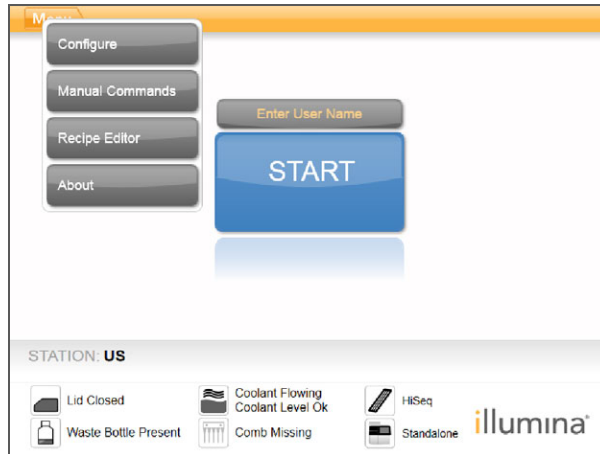 Menu
Configure
Manual Commands
Recipe Editor
About
Enter User Name
START
STATION: US
Lid Closed
Coolant Flowing
Coolant Level Ok
HiSeq
Waste Bottle Present
Comb Missing
Standalone
illumina®